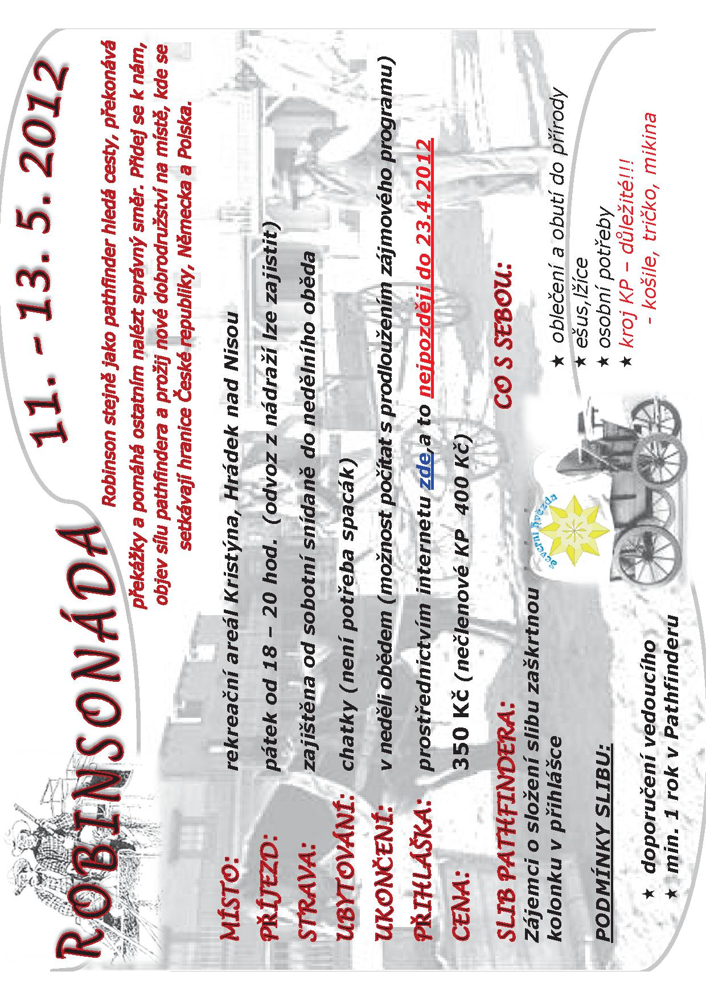 ROBINSONÁDA 11. - 13. 5. 2012
Robinson stejně jako pathfinder hledá cesty, překonává
překážky a pomáhá ostatním nalézt správný směr. Přidej se k nám,
objev sílu pathfindera a prožij nové dobrodružství na místě, kde se
setkávají hranice České republiky, Německa a Polska.
MÍSTO: rekreační areál Kristýna, Hrádek nad Nisou
PŘÍJEZD: pátek od 18 – 20 hod. (odvoz z nádraží lze zajistit)
STRAVA: zajištěna od sobotní snídaně do nedělního oběda
UBYTOVÁNÍ: chatky (není potřeba spacák)
UKONČENÍ: v neděli obědem (možnost počítat s prodloužením zájmového programu)
PŘIHLÁŠKA: prostřednictvím internetu zde,a to nejpozději do 23.4.2012
CENA: 350 Kč (nečlenové KP 400 Kč)
SLIB PATHFINDERA:
Zájemci o složení slibu zaškrtnou
kolonku v přihlášce
PODMÍNKY SLIBU:
★ doporučení vedoucího
★ min. 1 rok v Pathfinderu
Severní hvězda
CO S SEBOU:
★ oblečení a obutí do přírody
★ ešus,lžíce
★ osobní potřeby
★ kroj KP – důležité!!!
- košile, tričko, mikina